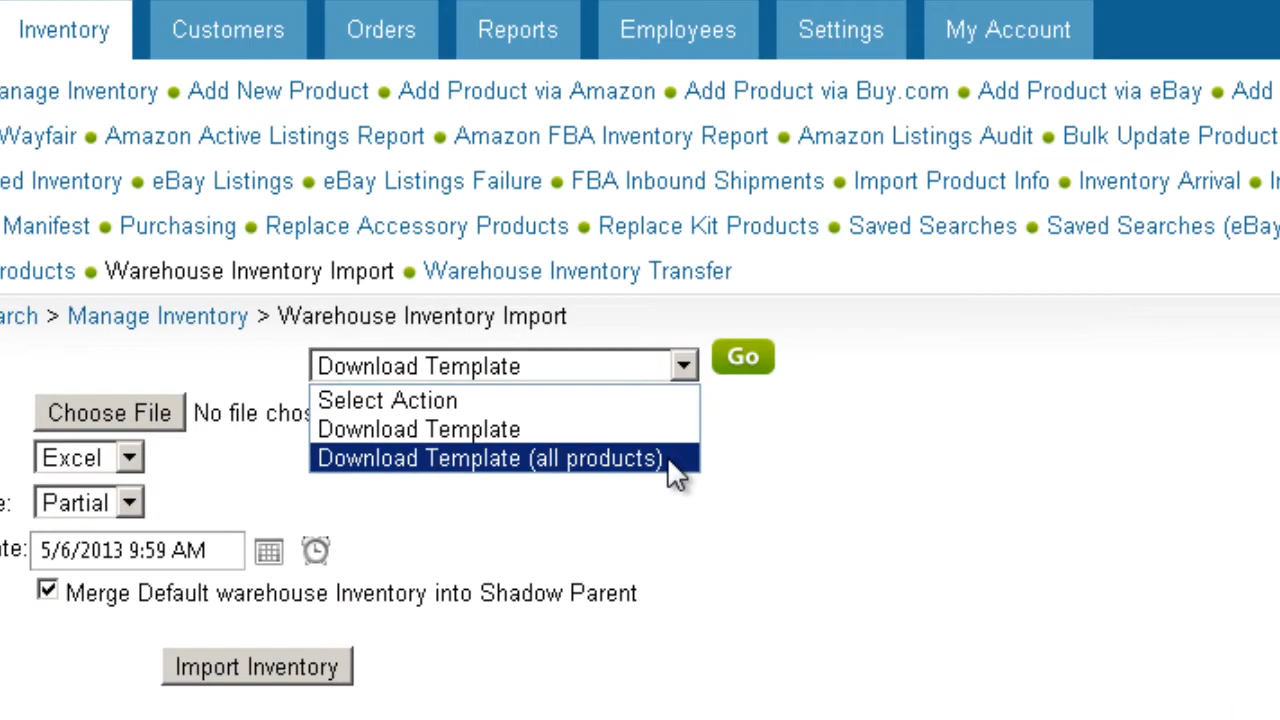 Inventory Customers Orders Reports Employees Settings My Account
anage Inventory ● Add New Product ● Add Product via Amazon ● Add Product via Buy.com ● Add Product via eBay ● Add
Wayfair ● Amazon Active Listings Report ● Amazon FBA Inventory Report ● Amazon Listings Audit ● Bulk Update Product
ed Inventory ● eBay Listings ● eBay Listings Failure ● FBA Inbound Shipments ● Import Product Info ● Inventory Arrival ● I
Manifest ● Purchasing ● Replace Accessory Products ● Replace Kit Products ● Saved Searches ● Saved Searches (eBay
roducts ● Warehouse Inventory Import ● Warehouse Inventory Transfer
arch > Manage Inventory > Warehouse Inventory Import
Download Template Go
Select Action
Choose File No file chos
Download Template
Excel
Download Template (all products)
e: Partial
ate: 5/6/2013 9:59 AM
Merge Default warehouse Inventory into Shadow Parent
Import Inventory